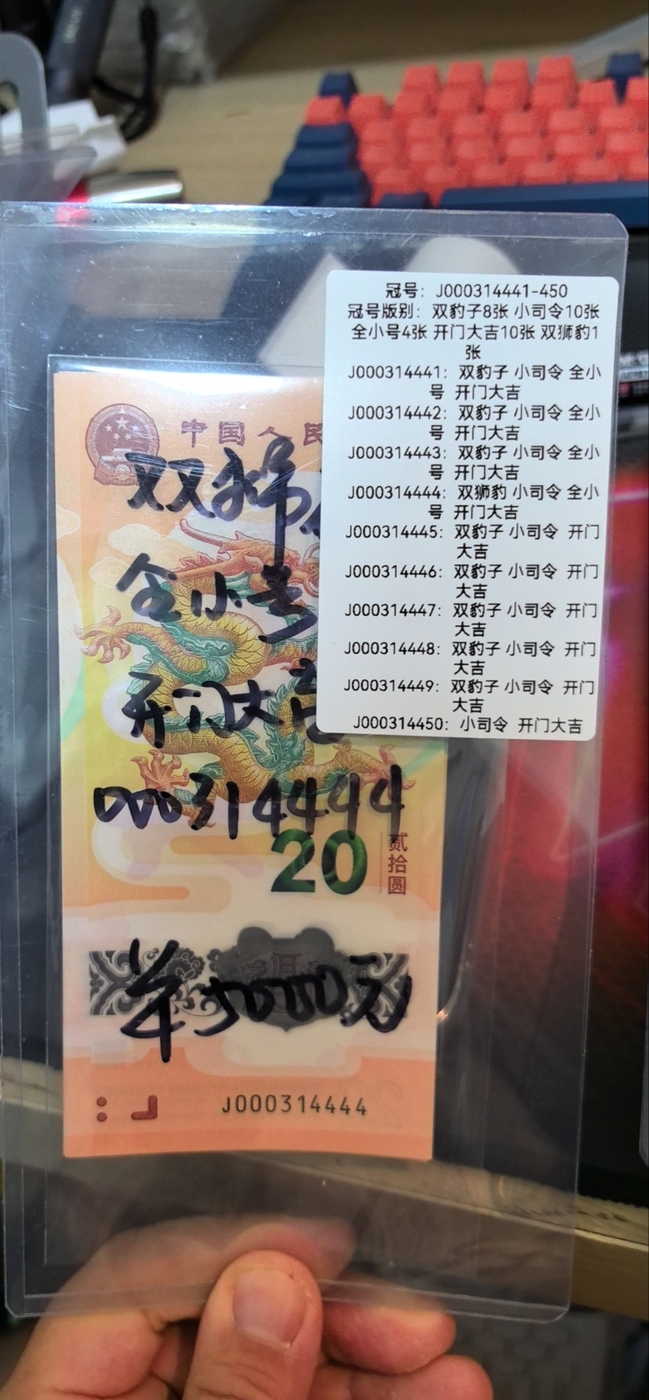 冠号：J000314441-450
冠号版别：双豹子8张 小司令10张
全小号4张 开门大吉10张 双狮豹1
张
J000314441：双豹子 小司令 全小
号 开门大吉
J000314442：双豹子 小司令 全小
号 开门大吉
J000314443：双豹子 小司令 全小
号 开门大吉
J000314444：双狮豹 小司令 全小
号 开门大吉
J000314445：双豹子 小司令 开门
大吉
J000314446：双豹子 小司令 开门
大吉
J000314447：双豹子 小司令 开门
大吉
J000314448：双豹子 小司令 开门
大吉
J000314449：双豹子 小司令 开门
大吉
J000314450：小司令 开门大吉
中国人民
双狮
全小号
开门大吉
000314444
20
贰拾圆
J000314444